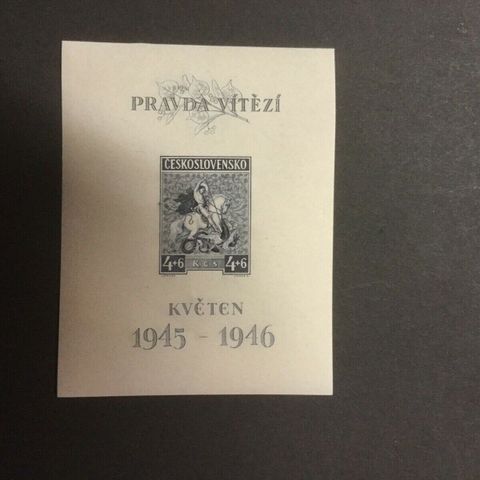 PRAVDA VÍTĚZÍ
ČESKOSLOVENSKO
4+6 Kčs 4+6
KVĚTEN
1945 - 1946